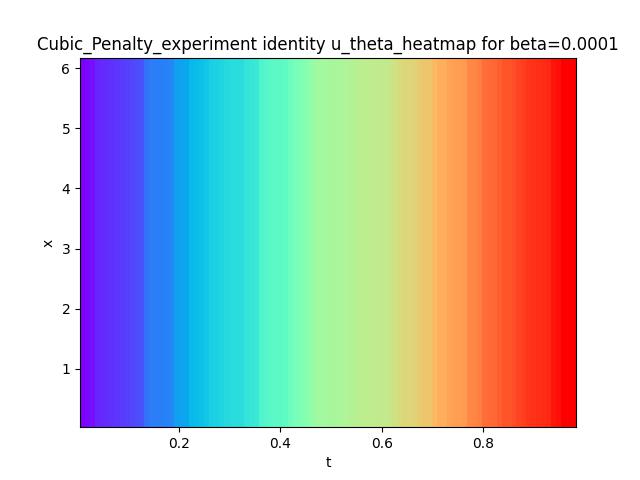 Cubic_Penalty_experiment identity u_theta_heatmap for beta=0.0001
6
5
4
3
2
1
x
0.2 0.4 0.6 0.8
t